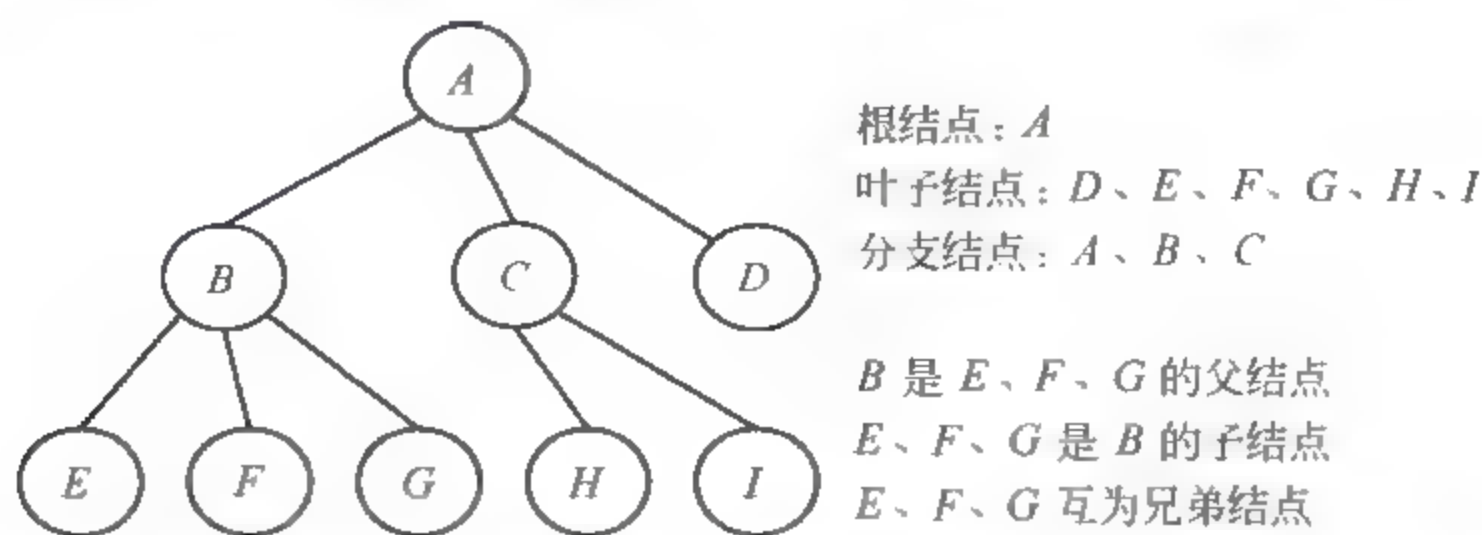 A
B
C
D
E
F
G
H
I
根结点：A
叶子结点：D、E、F、G、H、I
分支结点：A、B、C
B 是 E、F、G 的父结点
E、F、G 是 B 的子结点
E、F、G 互为兄弟结点